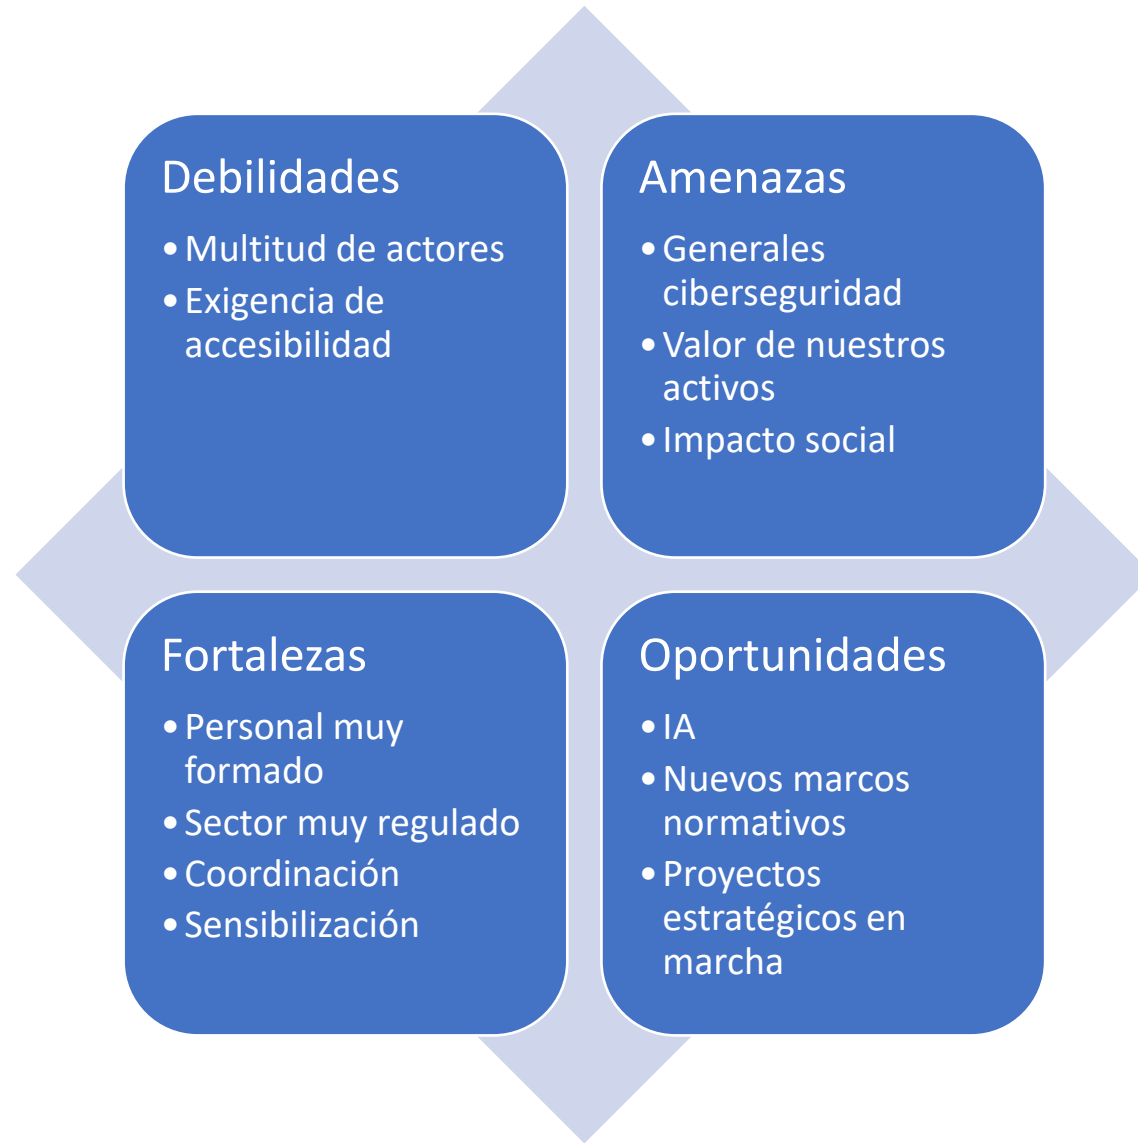 Debilidades
• Multitud de actores
• Exigencia de
accesibilidad
Amenazas
• Generales
ciberseguridad
• Valor de nuestros
activos
• Impacto social
Fortalezas
• Personal muy
formado
• Sector muy regulado
• Coordinación
• Sensibilización
Oportunidades
• IA
• Nuevos marcos
normativos
• Proyectos
estratégicos en
marcha